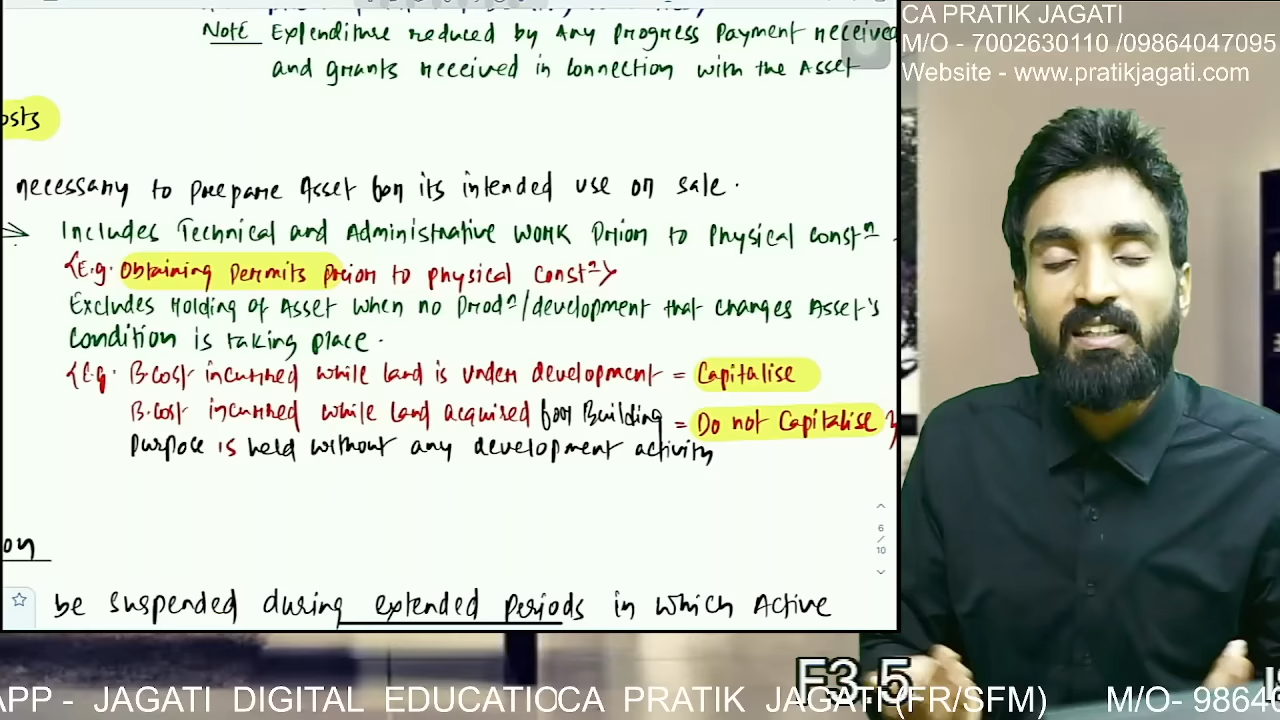 Note Expenditure reduced by Any Progress Payment received
and grants received in connection with the Asset
osts
necessary to prepare Asset for its intended use or sale.
Includes Technical and Administrative work Prior to Physical constⁿ.
{E.g. Obtaining Permits prior to physical constⁿ}
Excludes Holding of Asset when no Prodⁿ/development that changes Asset's
condition is taking place.
{E.g. B.cost incurred while land is under development = Capitalise
B.cost incurred while land acquired for Building = Do not Capitalise }
purpose is held without any development activity
on
be suspended during extended periods in which Active
6
/
10
CA PRATIK JAGATI
M/O - 7002630110 /09864047095
Website - www.pratikjagati.com
F3.5
APP - JAGATI DIGITAL EDUCATIOCA PRATIK JAGATI (FR/SFM) M/O- 9864